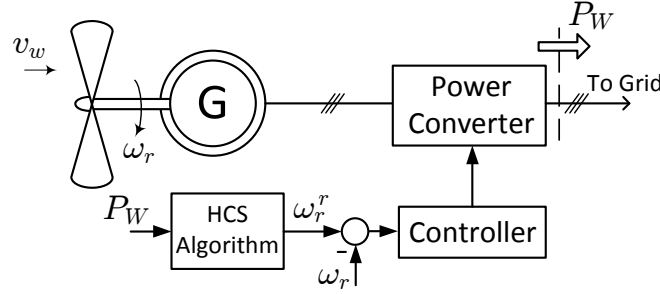 P_W
v_w
G
Power
Converter
To Grid
ω_r
P_W
HCS
Algorithm
ω_r^r
Controller
-
ω_r